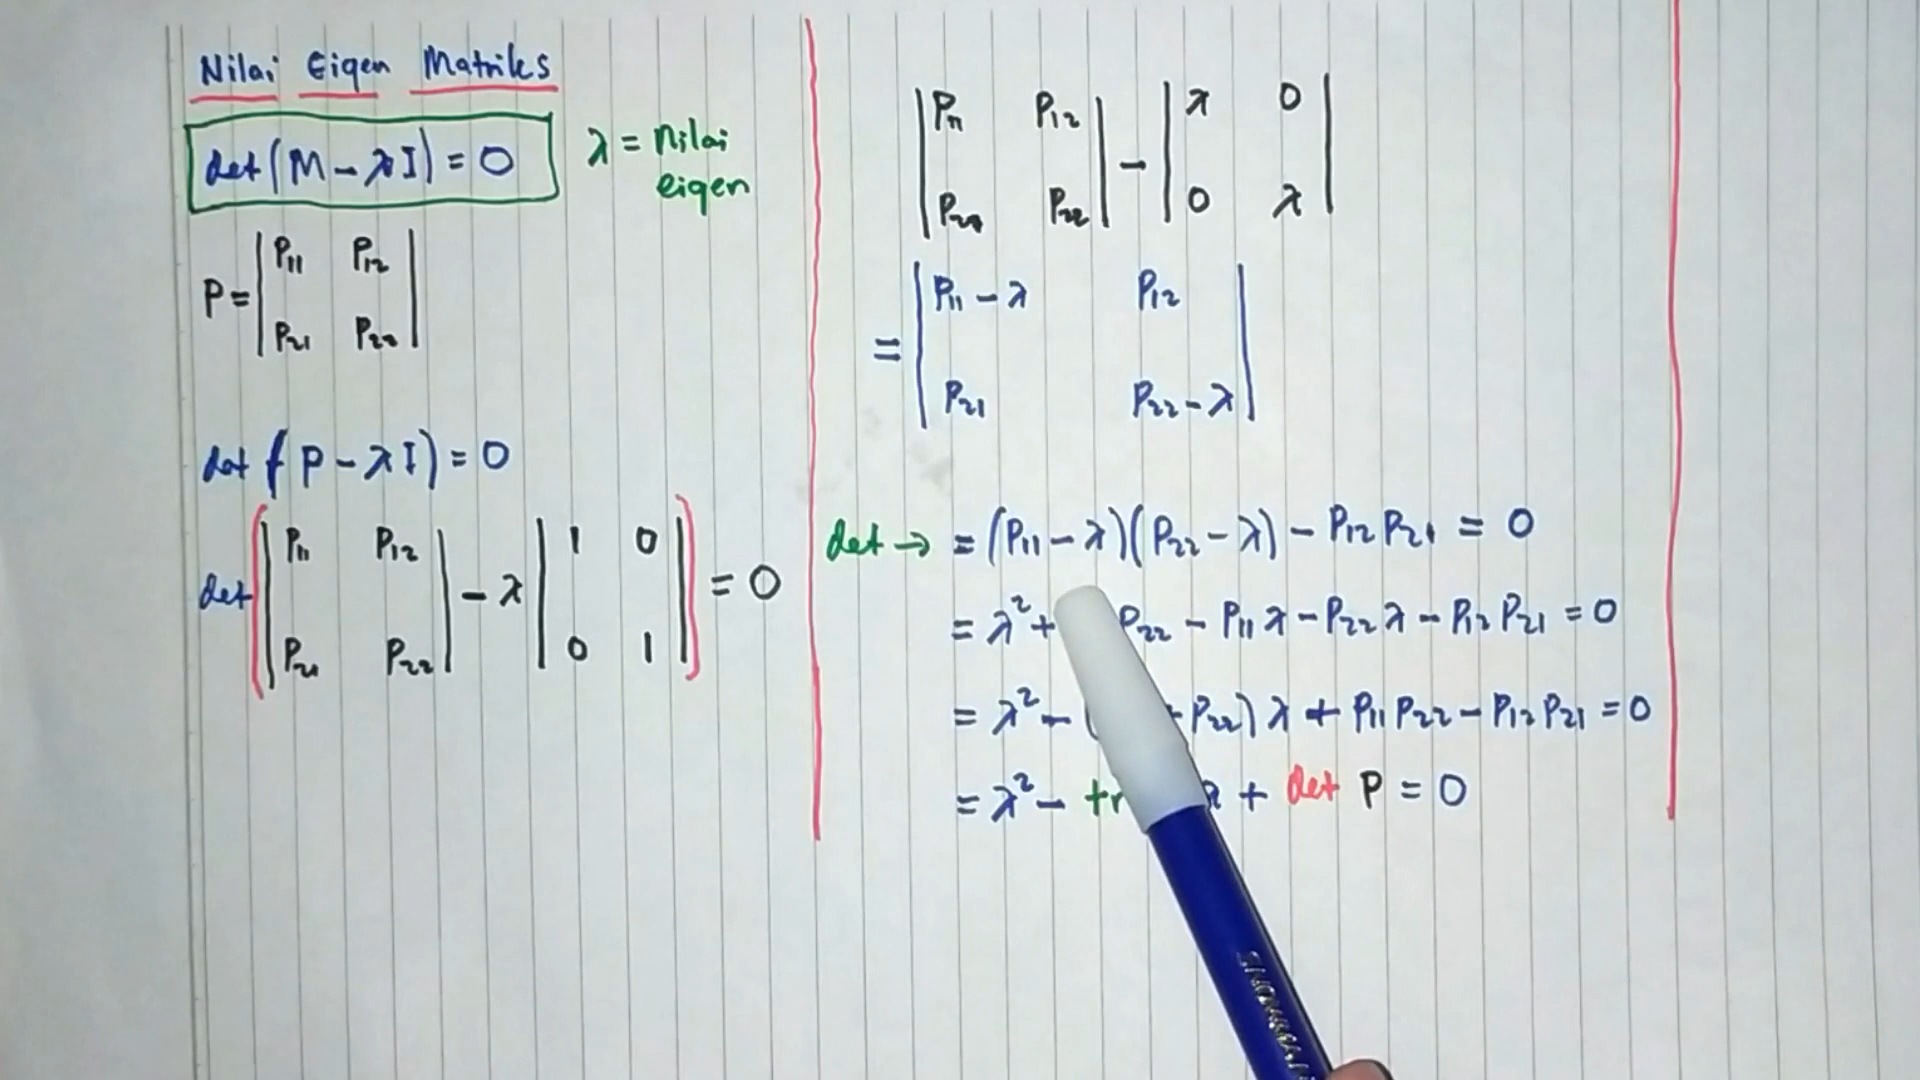 Nilai Eigen Matriks
det (M - λI) = 0
λ = nilai
eigen
P = | P11 P12 |
| P21 P22 |
det (P - λI) = 0
det ( | P11 P12 | - λ | 1 0 | ) = 0
| P21 P22 | | 0 1 |
| P11 P12 | - | λ 0 |
| P21 P22 | | 0 λ |
= | P11 - λ P12 |
| P21 P22 - λ |
det → = (P11 - λ)(P22 - λ) - P12 P21 = 0
= λ² + P22 - P11 λ - P22 λ - P12 P21 = 0
= λ² - ( + P22) λ + P11 P22 - P12 P21 = 0
= λ² - tr λ + det P = 0